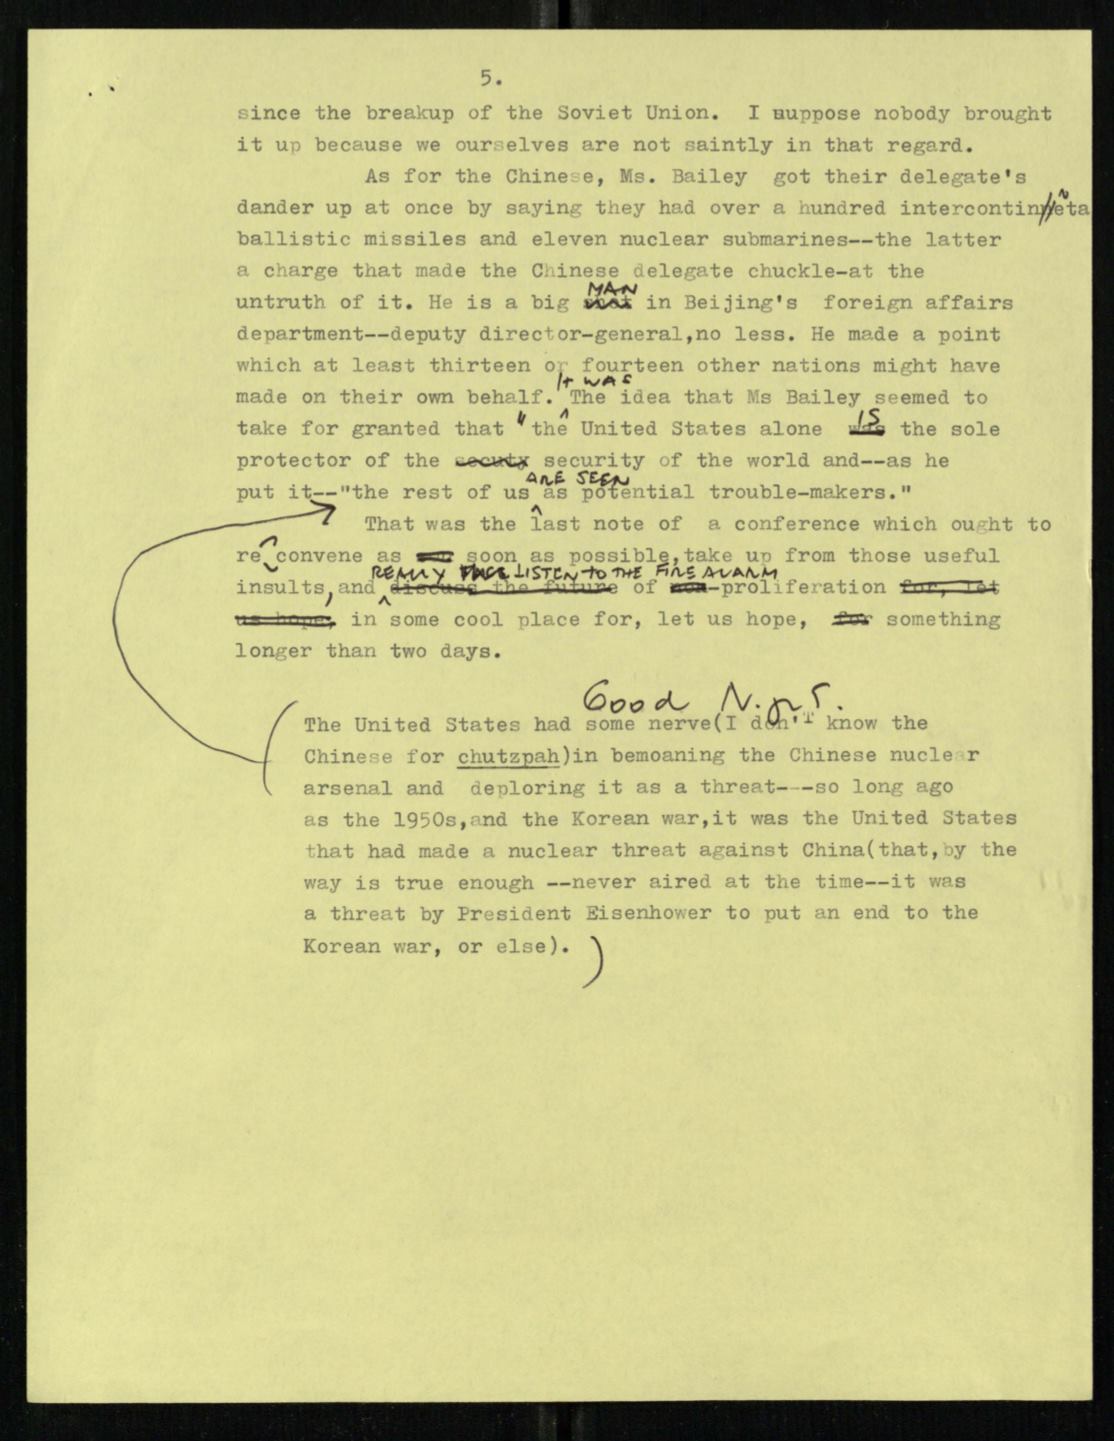 5.
since the breakup of the Soviet Union. I suppose nobody brought
it up because we ourselves are not saintly in that regard.
As for the Chinese, Ms. Bailey got their delegate's
dander up at once by saying they had over a hundred intercontin
ballistic missiles and eleven nuclear submarines--the latter
a charge that made the Chinese delegate chuckle-at the
MAN
untruth of it. He is a big in Beijing's foreign affairs
department--deputy director-general,no less. He made a point
which at least thirteen or fourteen other nations might have
It WAS
made on their own behalf. The idea that Ms Bailey seemed to
IS
take for granted that "the United States alone was the sole
protector of the secuty security of the world and--as he
ARE SEEN
put it--"the rest of us as potential trouble-makers."
That was the last note of a conference which ought to
re convene as soon as possible,take up from those useful
REALLY LISTEN TO THE FIRE ALARM
insults, and discuss the future of non-proliferation for, let
us hope, in some cool place for, let us hope, for something
longer than two days.
Good N.
The United States had some nerve(I don't know the
Chinese for chutzpah)in bemoaning the Chinese nuclear
arsenal and deploring it as a threat---so long ago
as the 1950s,and the Korean war,it was the United States
that had made a nuclear threat against China(that,by the
way is true enough --never aired at the time--it was
a threat by President Eisenhower to put an end to the
Korean war, or else).